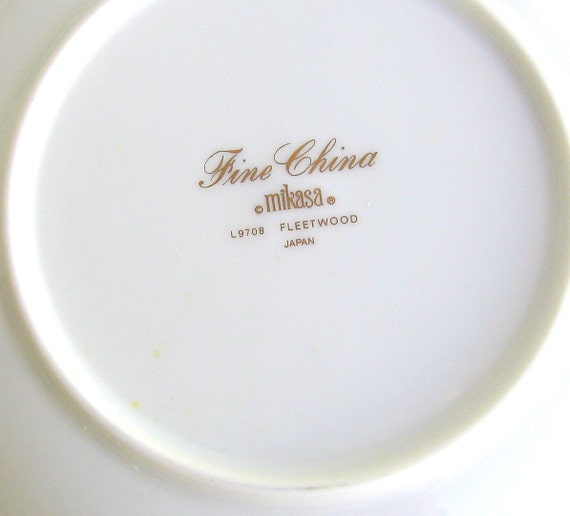 Fine China
© mikasa ®
L9708 FLEETWOOD
JAPAN